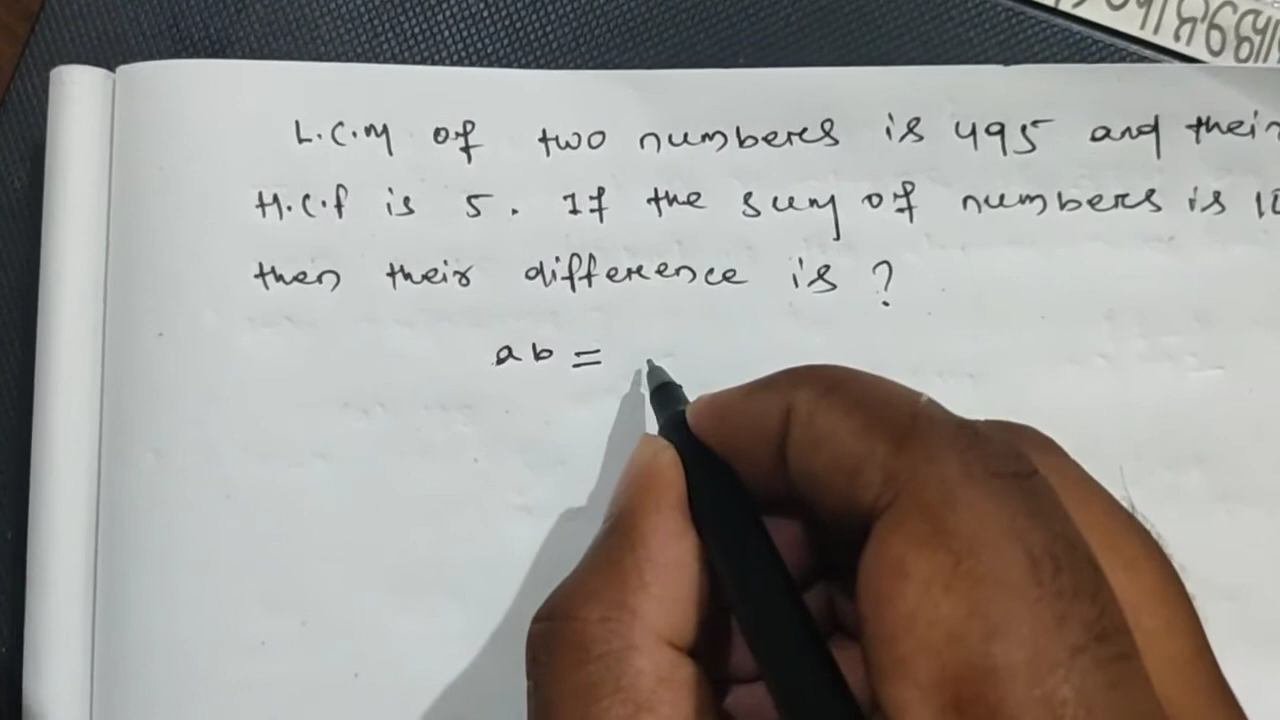 L.C.M of two numbers is 495 and their
H.C.F is 5. If the sum of numbers is 10
then their difference is ?
ab =